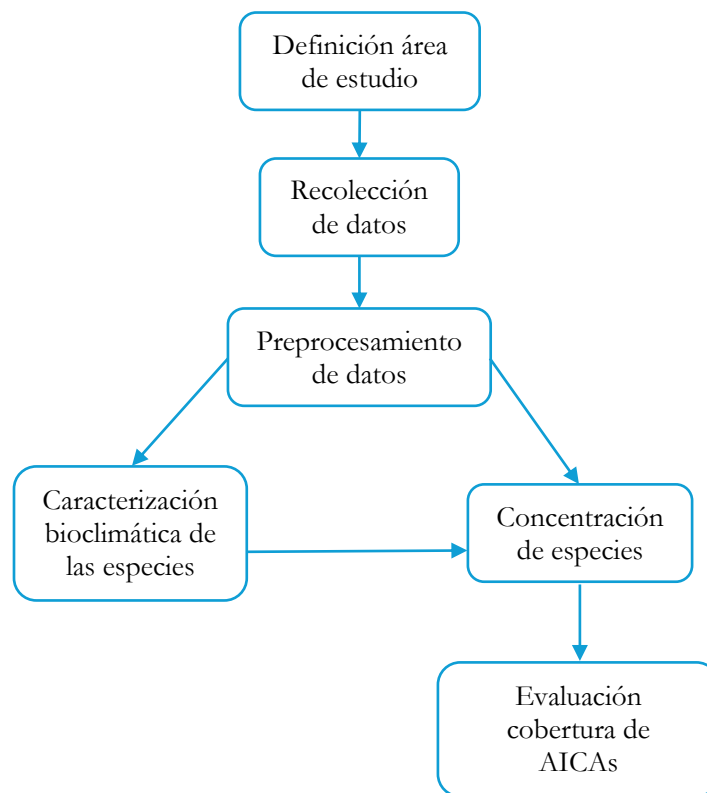 Definición área
de estudio
Recolección
de datos
Preprocesamiento
de datos
Caracterización
bioclimática de
las especies
Concentración
de especies
Evaluación
cobertura de
AICAs